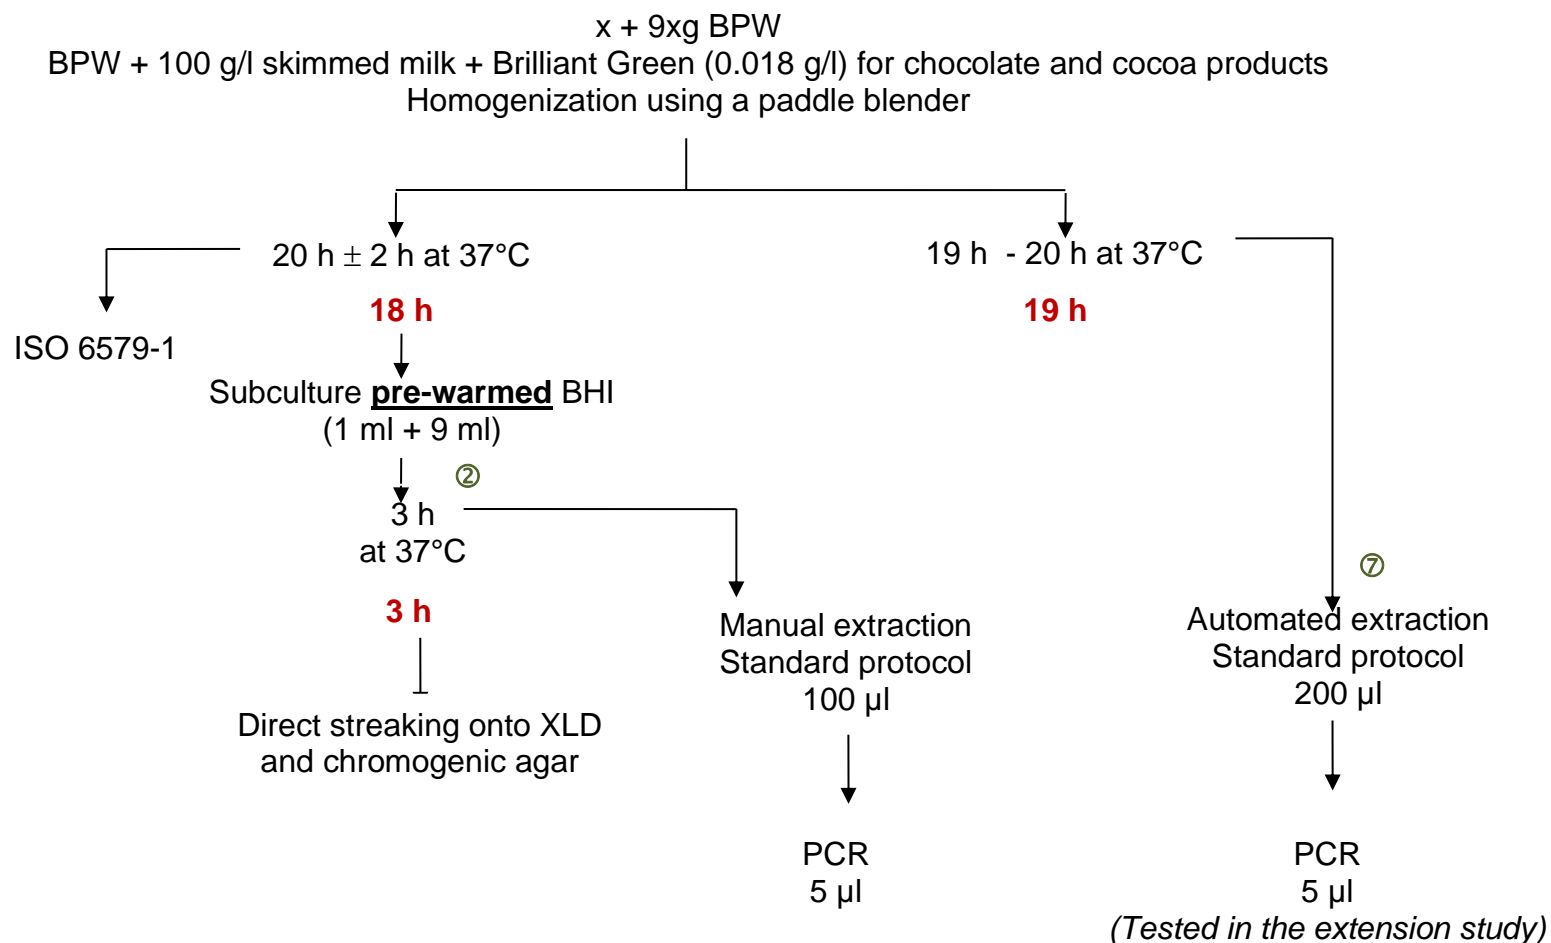 x + 9xg BPW
BPW + 100 g/l skimmed milk + Brilliant Green (0.018 g/l) for chocolate and cocoa products
Homogenization using a paddle blender
20 h ± 2 h at 37°C
18 h
ISO 6579-1
Subculture pre-warmed BHI
(1 ml + 9 ml)
②
3 h
at 37°C
3 h
Direct streaking onto XLD
and chromogenic agar
Manual extraction
Standard protocol
100 µl
PCR
5 µl
19 h - 20 h at 37°C
19 h
⑦
Automated extraction
Standard protocol
200 µl
PCR
5 µl
(Tested in the extension study)